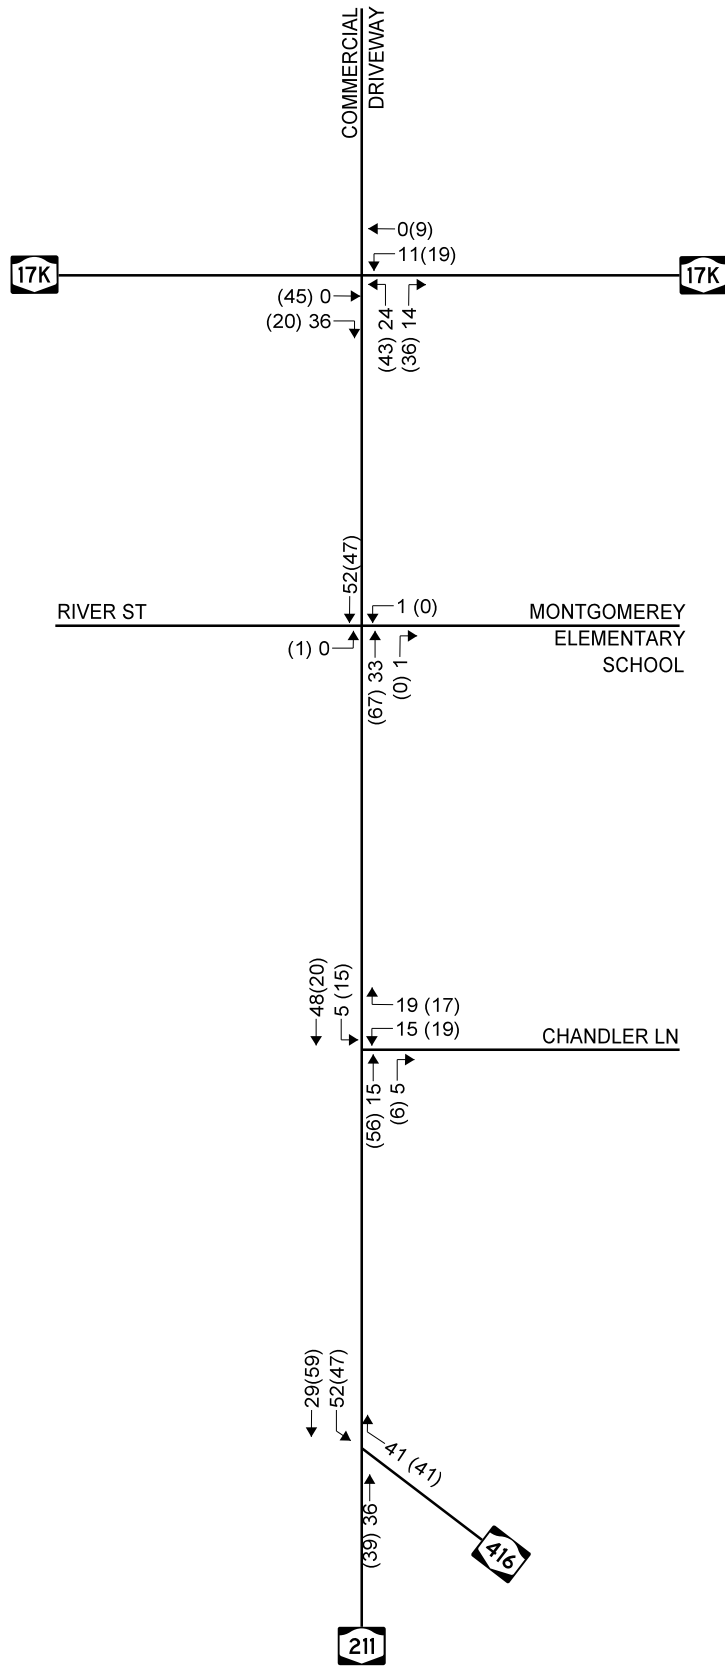 COMMERCIAL
DRIVEWAY
0(9)
11(19)
17K
17K
(45) 0
(20) 36
(43) 24
(36) 14
52(47)
RIVER ST
1 (0)
MONTGOMEREY
ELEMENTARY
SCHOOL
(1) 0
(67) 33
(0) 1
48(20)
5 (15)
19 (17)
15 (19)
CHANDLER LN
(56) 15
(6) 5
29(59)
52(47)
41 (41)
(39) 36
416
211